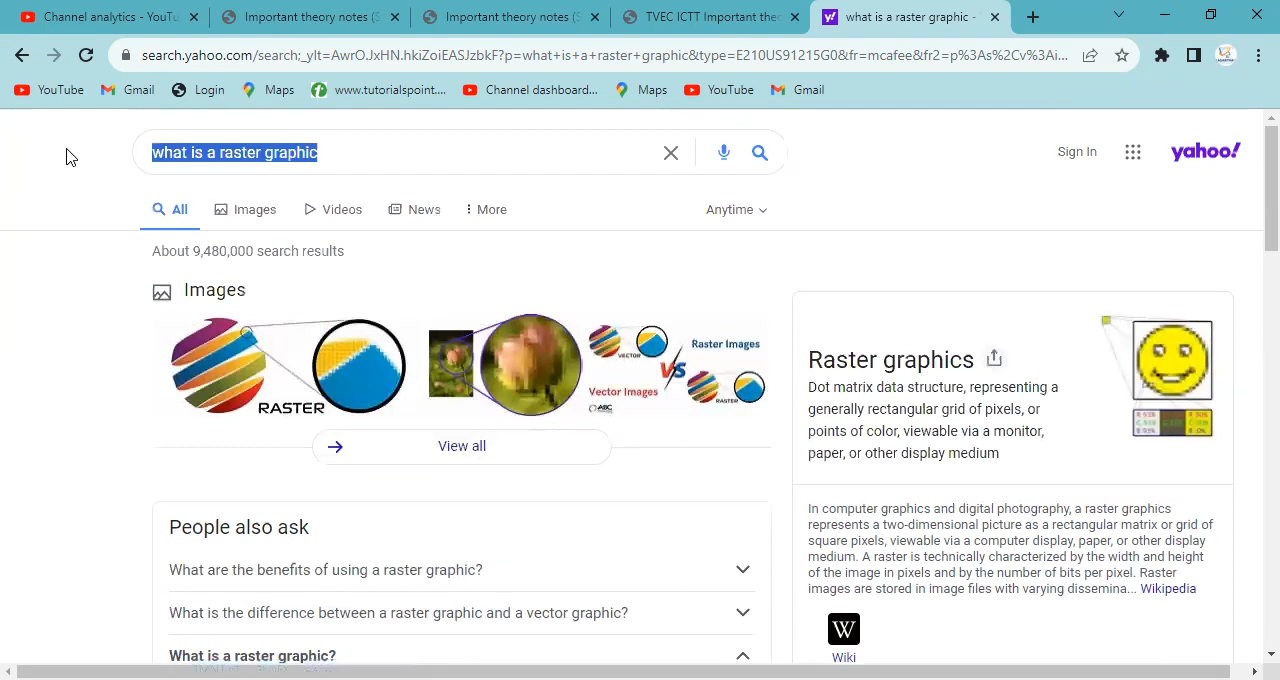 Channel analytics - YouTu
Important theory notes (S
Important theory notes (S
TVEC ICTT Important theo
what is a raster graphic -
search.yahoo.com/search;_ylt=AwrO.JxHN.hkiZoiEASJzbkF?p=what+is+a+raster+graphic&type=E210US91215G0&fr=mcafee&fr2=p%3As%2Cv%3Ai...
YouTube
Gmail
Login
Maps
www.tutorialspoint....
Channel dashboard...
Maps
YouTube
Gmail
what is a raster graphic
Sign In
yahoo!
All
Images
Videos
News
More
Anytime
About 9,480,000 search results
Images
RASTER
VECTOR
Raster Images
VS
Vector Images
RASTER
ABC
View all
Raster graphics
Dot matrix data structure, representing a
generally rectangular grid of pixels, or
points of color, viewable via a monitor,
paper, or other display medium
In computer graphics and digital photography, a raster graphics
represents a two-dimensional picture as a rectangular matrix or grid of
square pixels, viewable via a computer display, paper, or other display
medium. A raster is technically characterized by the width and height
of the image in pixels and by the number of bits per pixel. Raster
images are stored in image files with varying dissemina... Wikipedia
W
Wiki
People also ask
What are the benefits of using a raster graphic?
What is the difference between a raster graphic and a vector graphic?
What is a raster graphic?